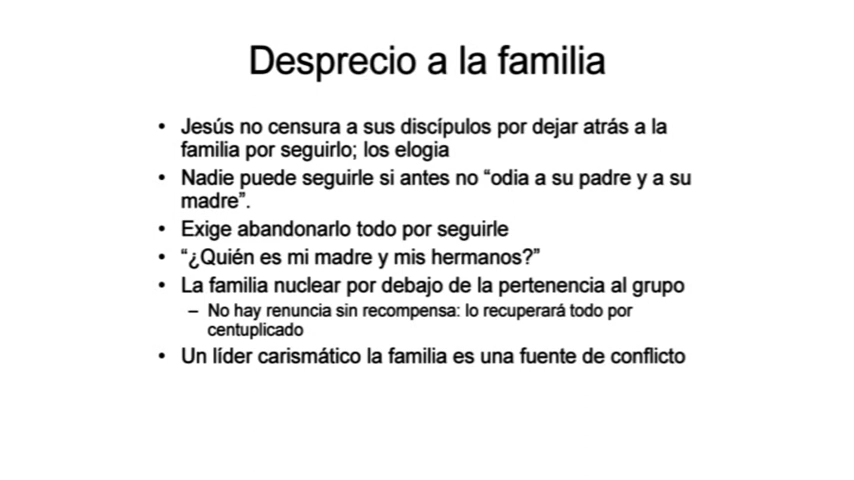 Desprecio a la familia
• Jesús no censura a sus discípulos por dejar atrás a la
familia por seguirlo; los elogia
• Nadie puede seguirle si antes no “odia a su padre y a su
madre”.
• Exige abandonarlo todo por seguirle
• “¿Quién es mi madre y mis hermanos?”
• La familia nuclear por debajo de la pertenencia al grupo
– No hay renuncia sin recompensa: lo recuperará todo por
centuplicado
• Un líder carismático la familia es una fuente de conflicto